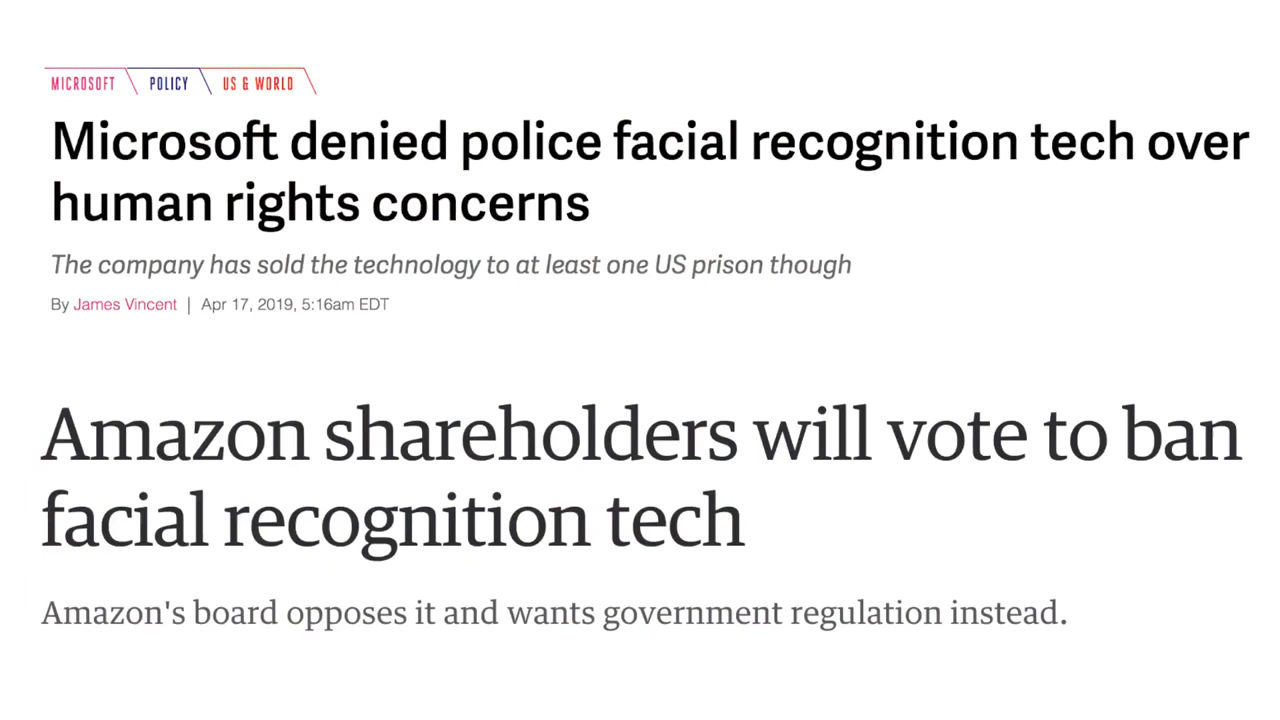 MICROSOFT POLICY US & WORLD
Microsoft denied police facial recognition tech over
human rights concerns
The company has sold the technology to at least one US prison though
By James Vincent | Apr 17, 2019, 5:16am EDT
Amazon shareholders will vote to ban
facial recognition tech
Amazon's board opposes it and wants government regulation instead.